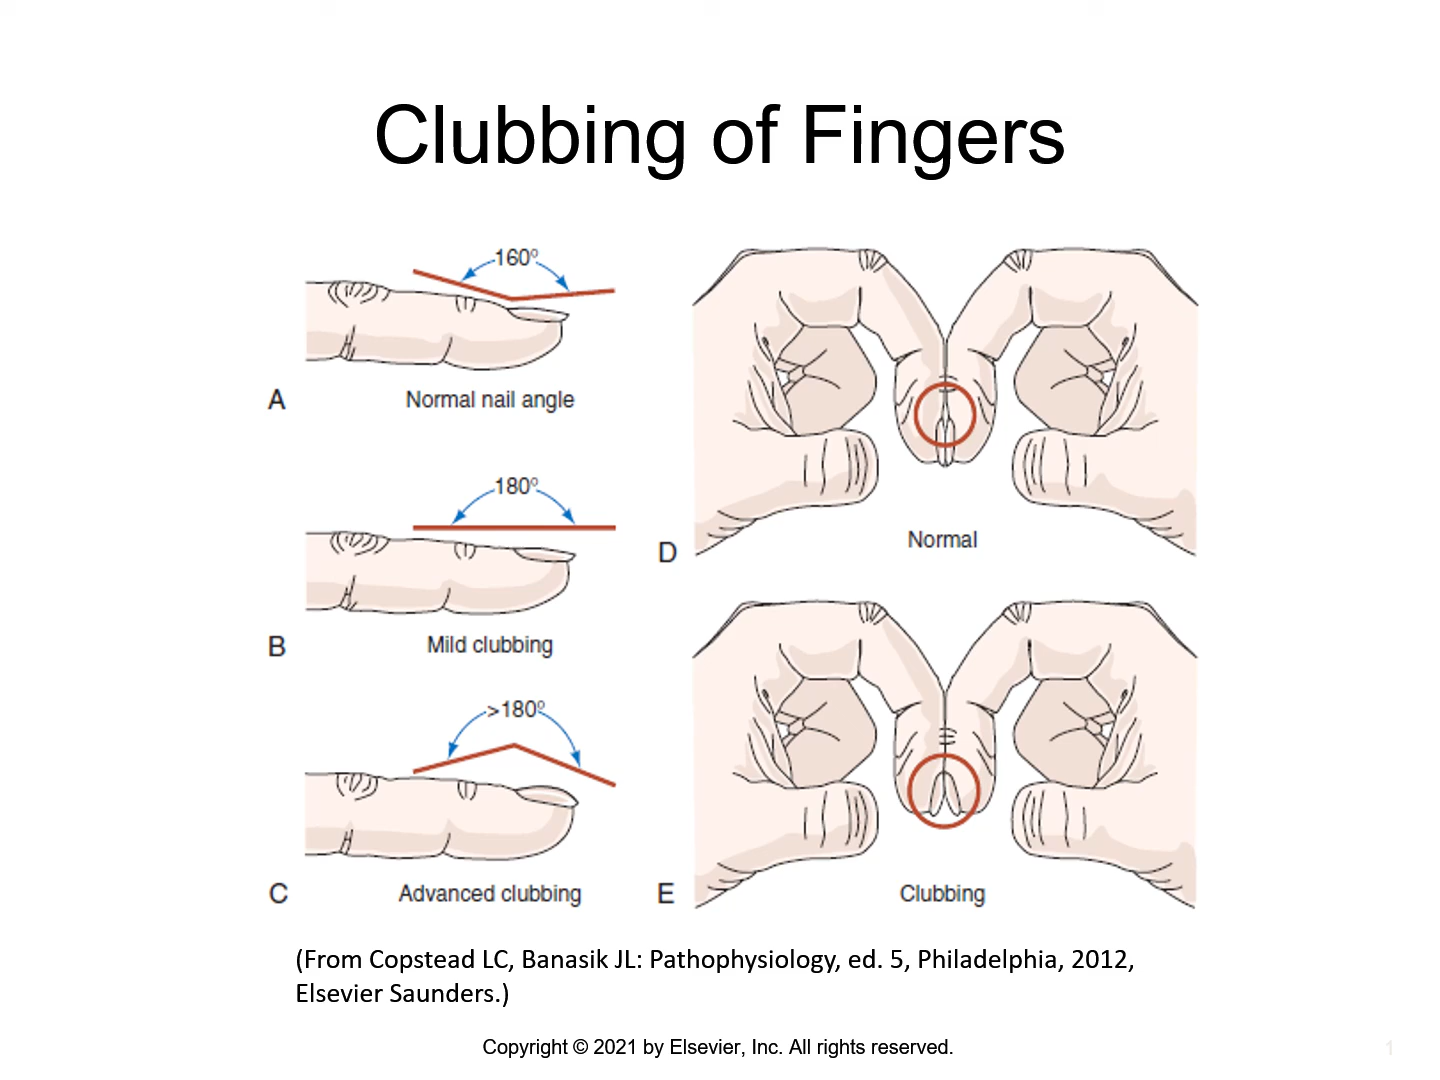 Clubbing of Fingers
160º
A
Normal nail angle
180º
B
Mild clubbing
>180º
C
Advanced clubbing
D
Normal
E
Clubbing
(From Copstead LC, Banasik JL: Pathophysiology, ed. 5, Philadelphia, 2012,
Elsevier Saunders.)
Copyright © 2021 by Elsevier, Inc. All rights reserved.
1